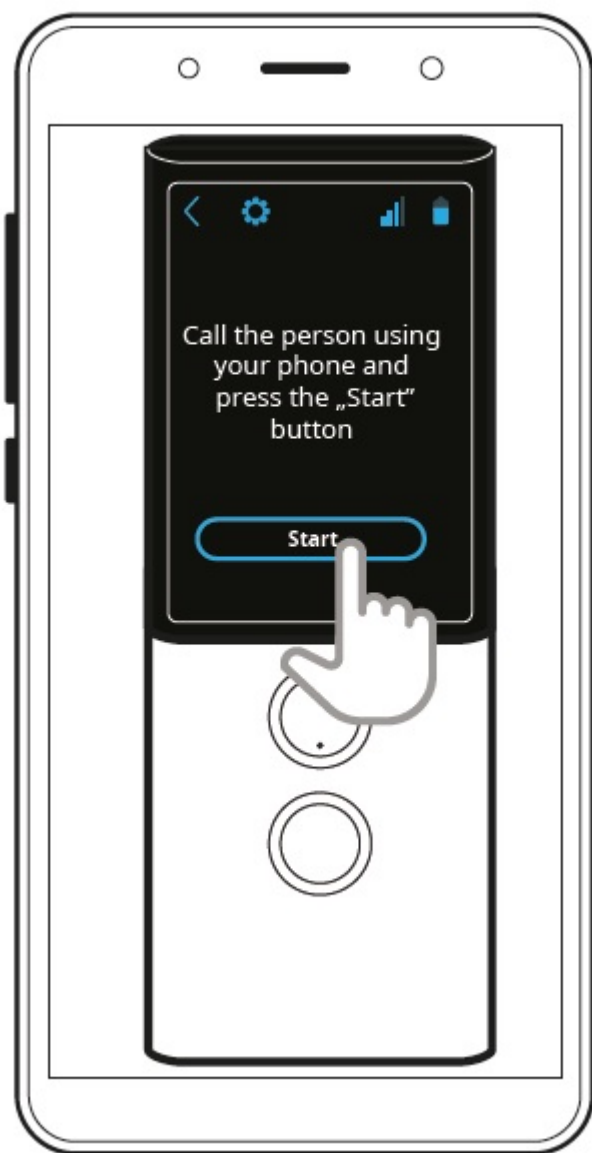 Call the person using
your phone and
press the „Start”
button
Start